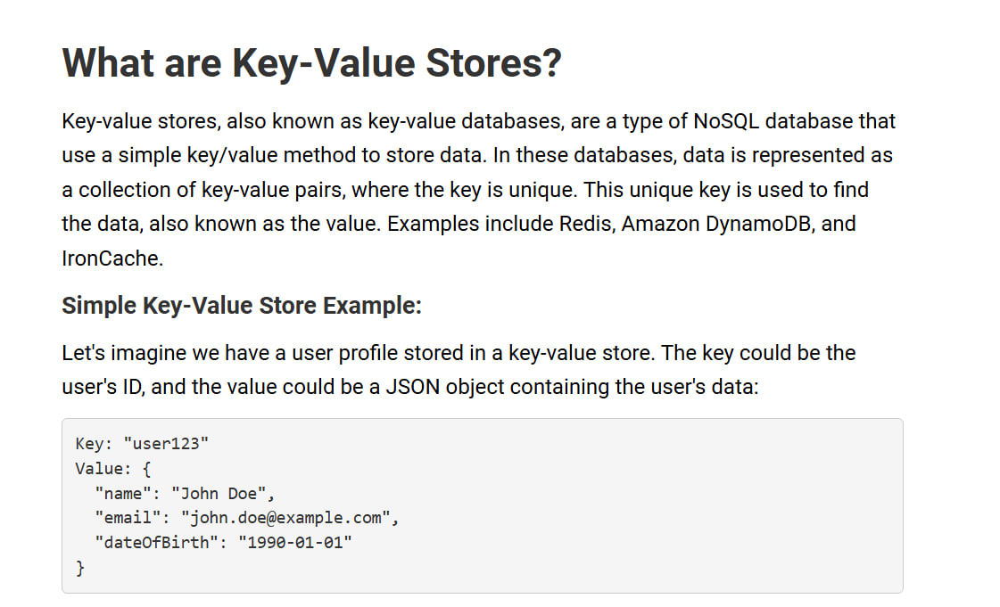 What are Key-Value Stores?
Key-value stores, also known as key-value databases, are a type of NoSQL database that
use a simple key/value method to store data. In these databases, data is represented as
a collection of key-value pairs, where the key is unique. This unique key is used to find
the data, also known as the value. Examples include Redis, Amazon DynamoDB, and
IronCache.
Simple Key-Value Store Example:
Let's imagine we have a user profile stored in a key-value store. The key could be the
user's ID, and the value could be a JSON object containing the user's data:
Key: "user123"
Value: {
  "name": "John Doe",
  "email": "john.doe@example.com",
  "dateOfBirth": "1990-01-01"
}